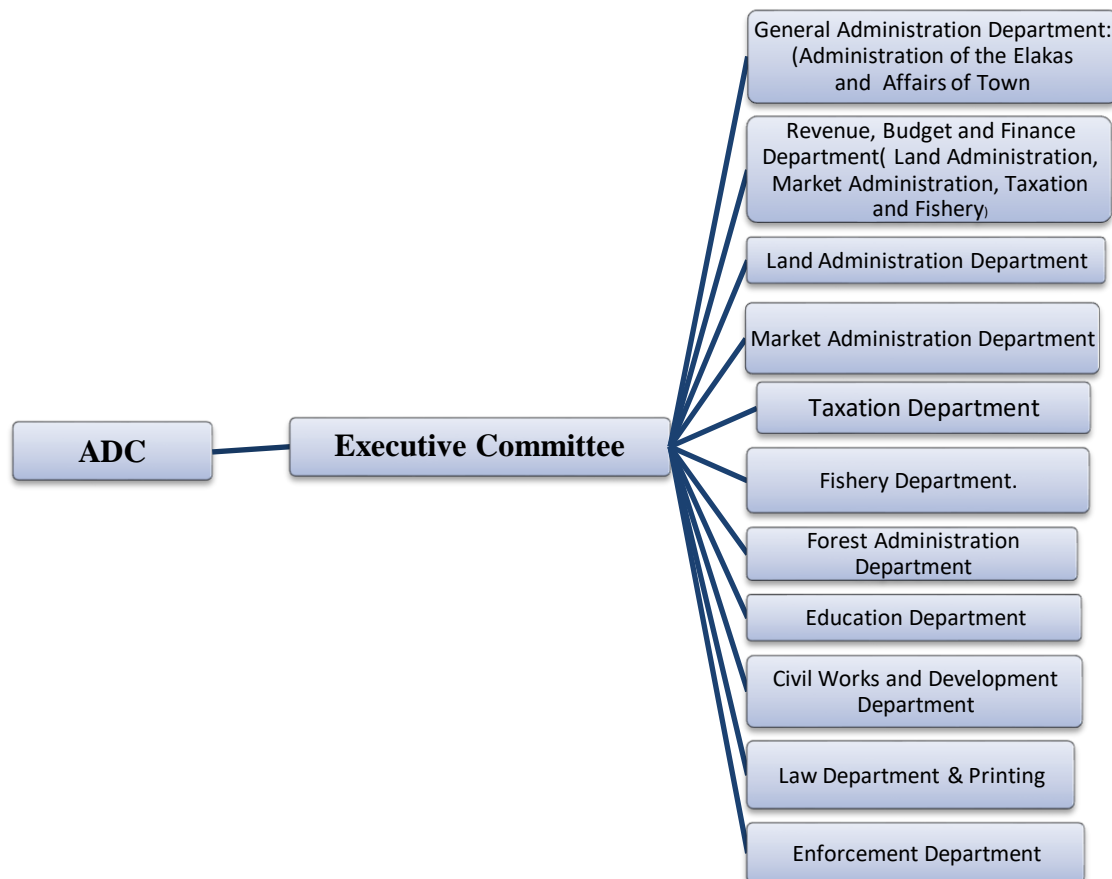 General Administration Department:
(Administration of the Elakas
and Affairs of Town
Revenue, Budget and Finance
Department( Land Administration,
Market Administration, Taxation
and Fishery)
Land Administration Department
Market Administration Department
Taxation Department
ADC
Executive Committee
Fishery Department.
Forest Administration
Department
Education Department
Civil Works and Development
Department
Law Department & Printing
Enforcement Department